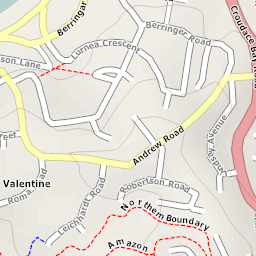 Berringar
Croudace Bay Road
Berringer Road
Lurnea Crescent
son Lane
Andrew Road
Valentine
Roma
Road
Leichhardt Road
Robertson Road
Northern Boundary
Amazon